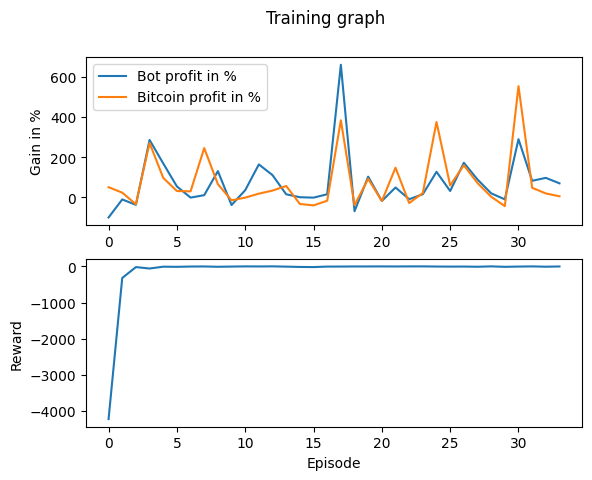 Training graph
Gain in %
600
400
200
0
Bot profit in %
Bitcoin profit in %
0 5 10 15 20 25 30
Reward
0
−1000
−2000
−3000
−4000
0 5 10 15 20 25 30
Episode